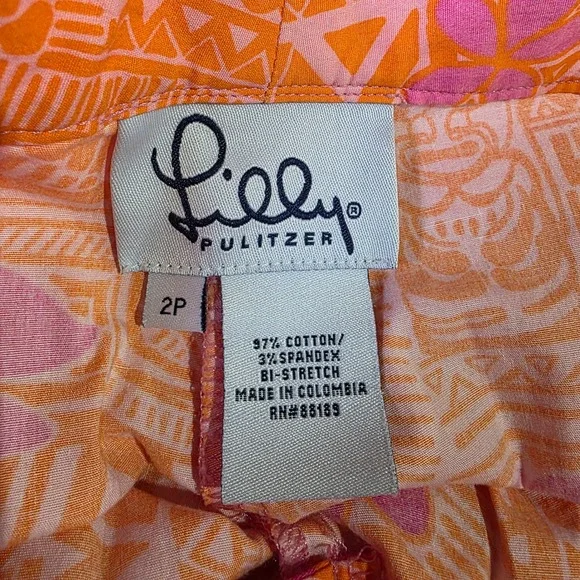 Lilly®
PULITZER
2P
97% COTTON/
3% SPANDEX
BI-STRETCH
MADE IN COLOMBIA
RN#88189